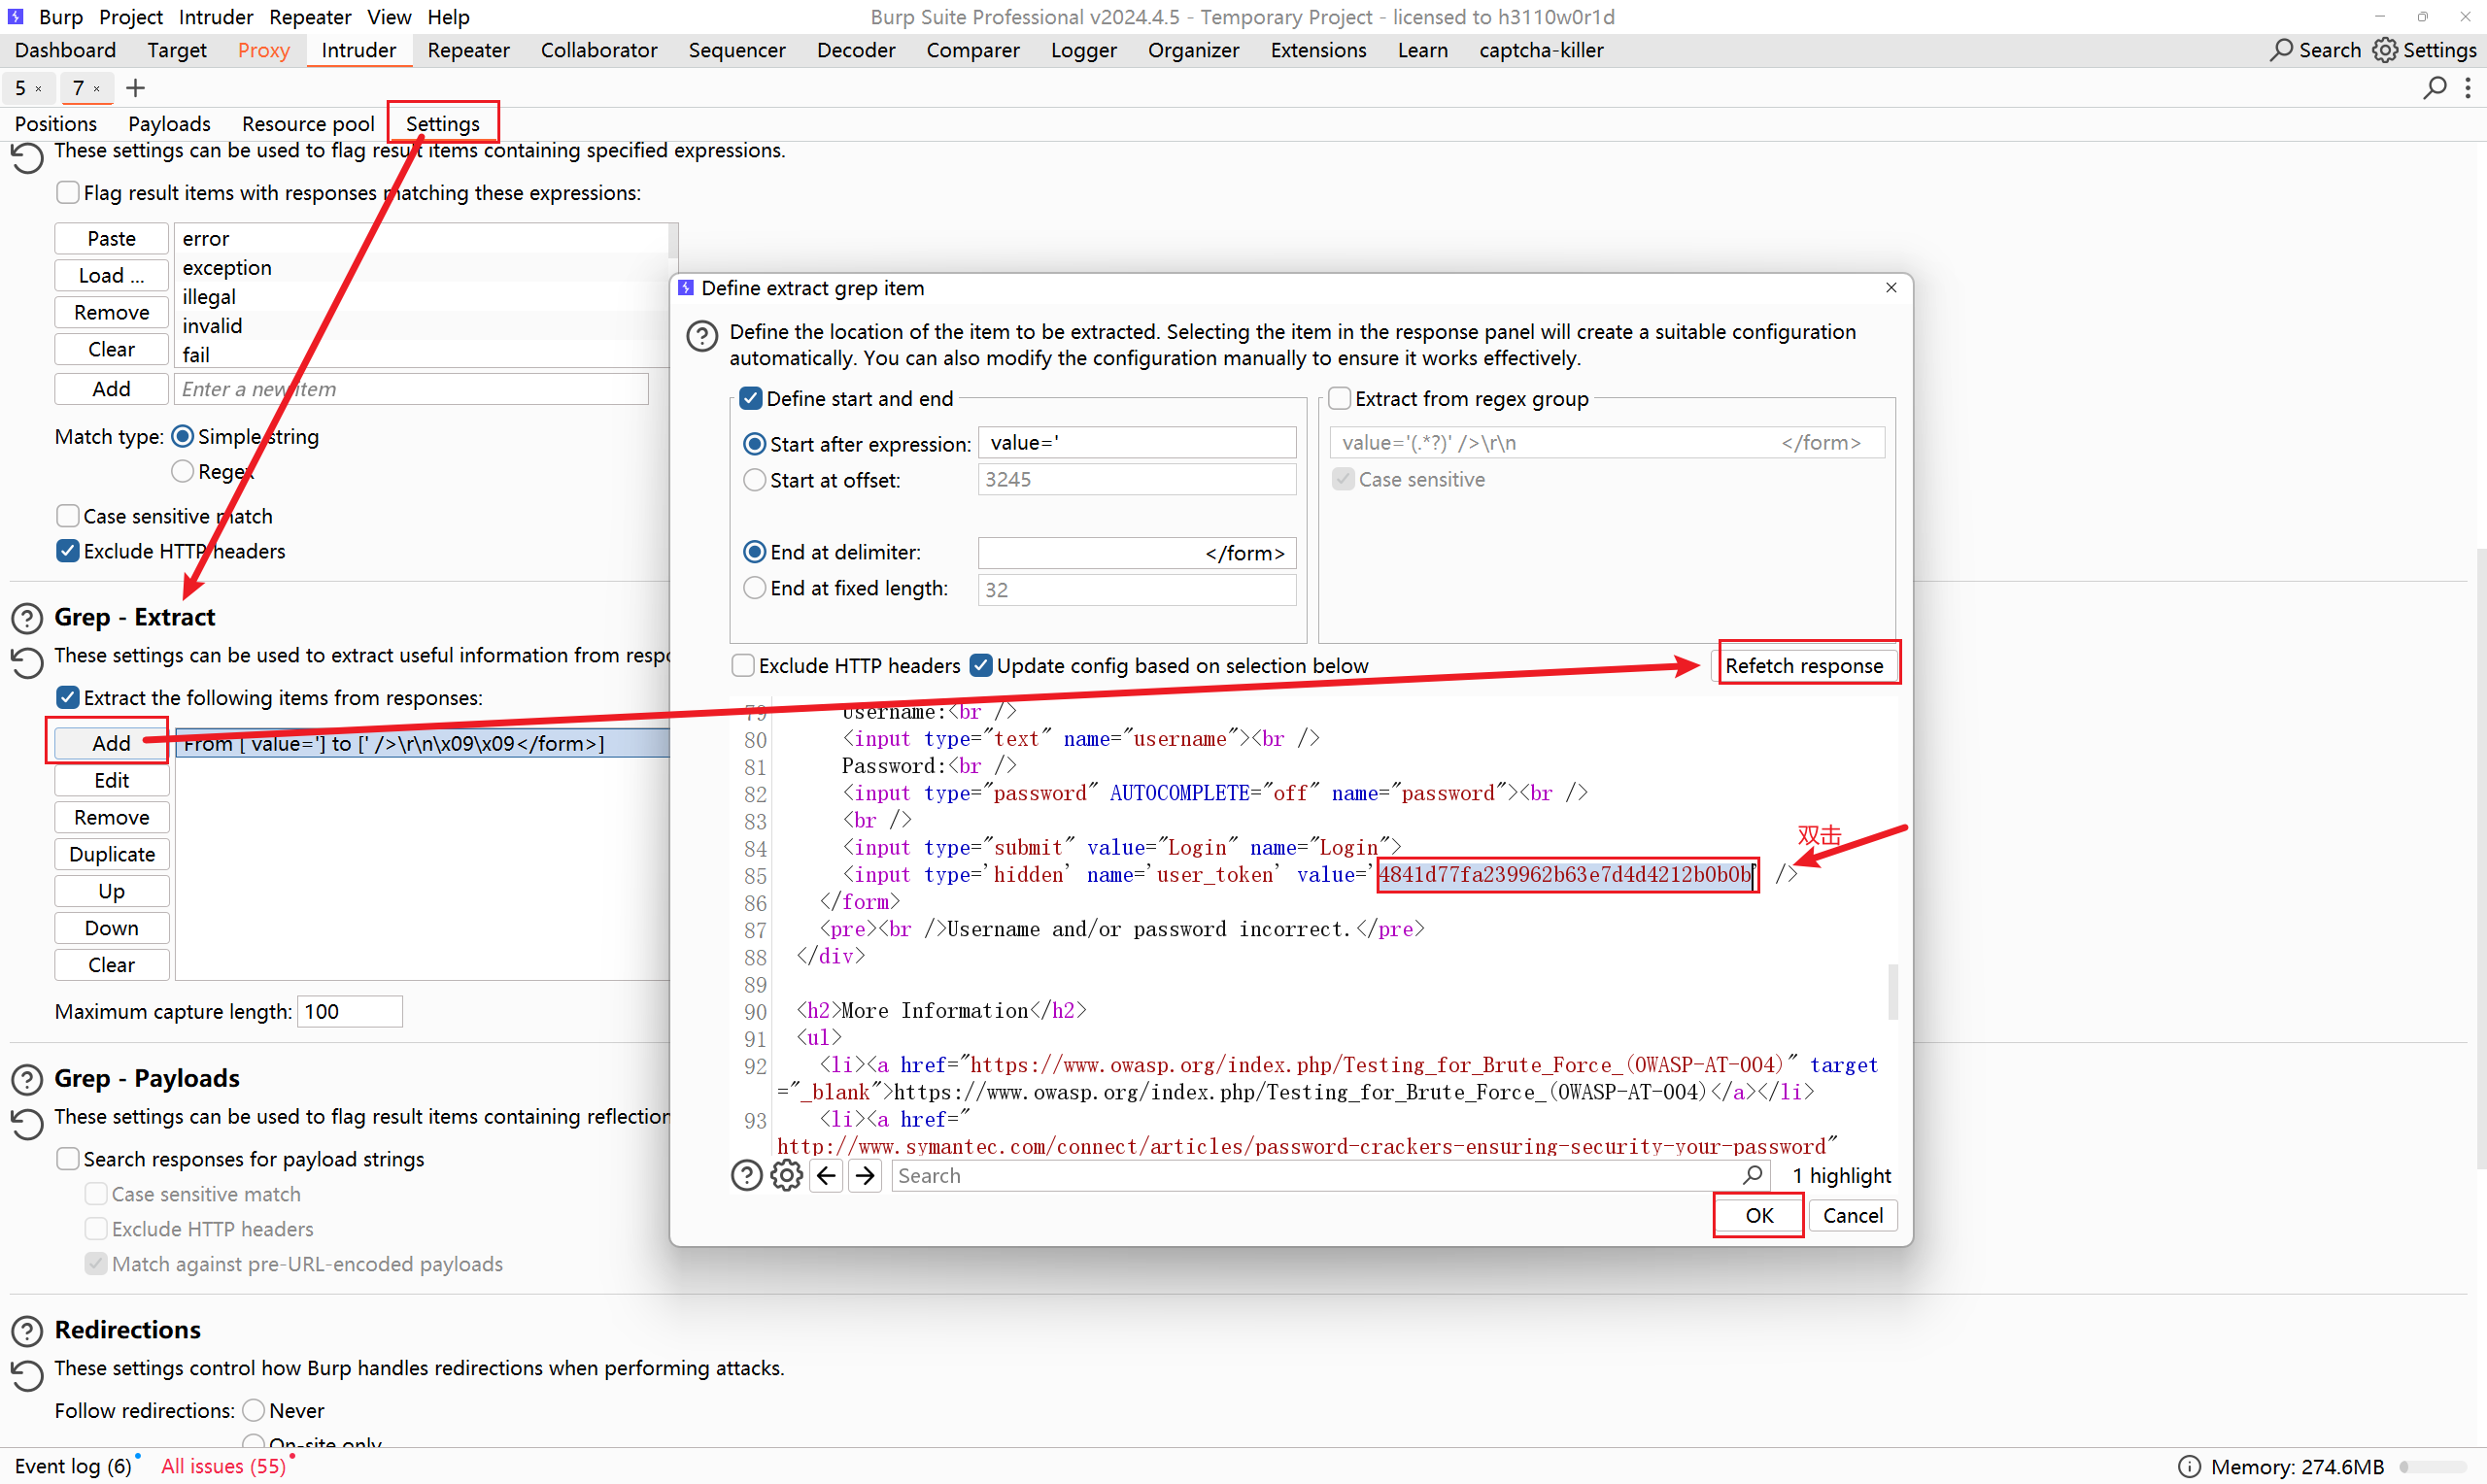 Burp Project Intruder Repeater View Help
Burp Suite Professional v2024.4.5 - Temporary Project - licensed to h3110w0r1d
Dashboard Target Proxy Intruder Repeater Collaborator Sequencer Decoder Comparer Logger Organizer Extensions Learn captcha-killer
Search Settings
5 × 7 × +
Positions Payloads Resource pool Settings
These settings can be used to flag result items containing specified expressions.
Flag result items with responses matching these expressions:
Paste
Load ...
Remove
Clear
Add
error
exception
illegal
invalid
fail
Enter a new item
Match type: Simple string
Regex
Case sensitive match
Exclude HTTP headers
Grep - Extract
These settings can be used to extract useful information from resp
Extract the following items from responses:
Add
Edit
Remove
Duplicate
Up
Down
Clear
From [ value='] to [' />\r\n\x09\x09</form>]
Maximum capture length: 100
Grep - Payloads
These settings can be used to flag result items containing reflection
Search responses for payload strings
Case sensitive match
Exclude HTTP headers
Match against pre-URL-encoded payloads
Redirections
These settings control how Burp handles redirections when performing attacks.
Follow redirections: Never
On-site only
Define extract grep item
Define the location of the item to be extracted. Selecting the item in the response panel will create a suitable configuration
automatically. You can also modify the configuration manually to ensure it works effectively.
Define start and end
Start after expression: value='
Start at offset: 3245
End at delimiter: </form>
End at fixed length: 32
Extract from regex group
value='(.*?)' />\r\n </form>
Case sensitive
Exclude HTTP headers Update config based on selection below
Refetch response
79 Username:<br />
80 <input type="text" name="username"><br />
81 Password:<br />
82 <input type="password" AUTOCOMPLETE="off" name="password"><br />
83 <br />
84 <input type="submit" value="Login" name="Login">
双击
85 <input type='hidden' name='user_token' value='4841d77fa239962b63e7d4d4212b0b0b' />
86 </form>
87 <pre><br />Username and/or password incorrect.</pre>
88 </div>
89
90 <h2>More Information</h2>
91 <ul>
92 <li><a href="https://www.owasp.org/index.php/Testing_for_Brute_Force_(OWASP-AT-004)" target
="_blank">https://www.owasp.org/index.php/Testing_for_Brute_Force_(OWASP-AT-004)</a></li>
93 <li><a href="
http://www.symantec.com/connect/articles/password-crackers-ensuring-security-your-password"
Search 1 highlight
OK Cancel
Event log (6) All issues (55) Memory: 274.6MB